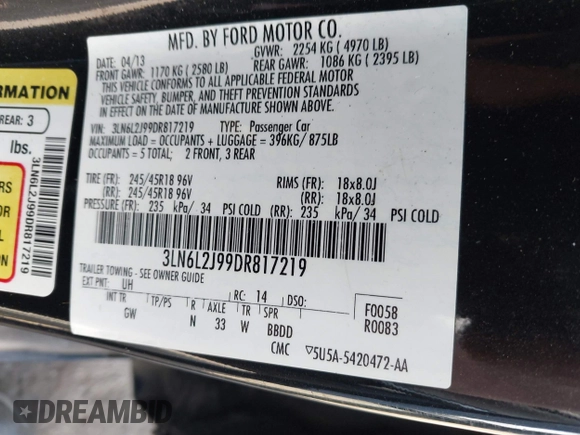 MFD. BY FORD MOTOR CO.
04/13
GVWR: 2254 KG ( 4970 LB)
FRONT GAWR: 1170 KG ( 2580 LB)
REAR GAWR: 1086 KG ( 2395 LB)
THIS VEHICLE CONFORMS TO ALL APPLICABLE FEDERAL MOTOR
VEHICLE SAFETY, BUMPER, AND THEFT PREVENTION STANDARDS
IN EFFECT ON THE DATE OF MANUFACTURE SHOWN ABOVE.
VIN: 3LN6L2J99DR817219 TYPE: Passenger Car
MAXIMUM LOAD = OCCUPANTS + LUGGAGE = 396KG/ 875LB
OCCUPANTS = 5 TOTAL; 2 FRONT, 3 REAR
TIRE (FR): 245/45R18 96V RIMS (FR): 18x8.0J
(RR): 245/45R18 96V (RR): 18x8.0J
PRESSURE (FR): 235 kPa/ 34 PSI COLD (RR): 235 kPa/ 34 PSI COLD
3LN6L2J99DR817219
TRAILER TOWING - SEE OWNER GUIDE
EXT PNT: UH RC: 14 DSO:
INT TR TP/PS R AXLE TR SPR
GW N 33 W BBDD
CMC
F0058
R0083
▽5U5A-5420472-AA
ORMATION
REAR: 3
lbs.
3LN6L2J99DR817219
RS
OR
L
ON
DREAMBID